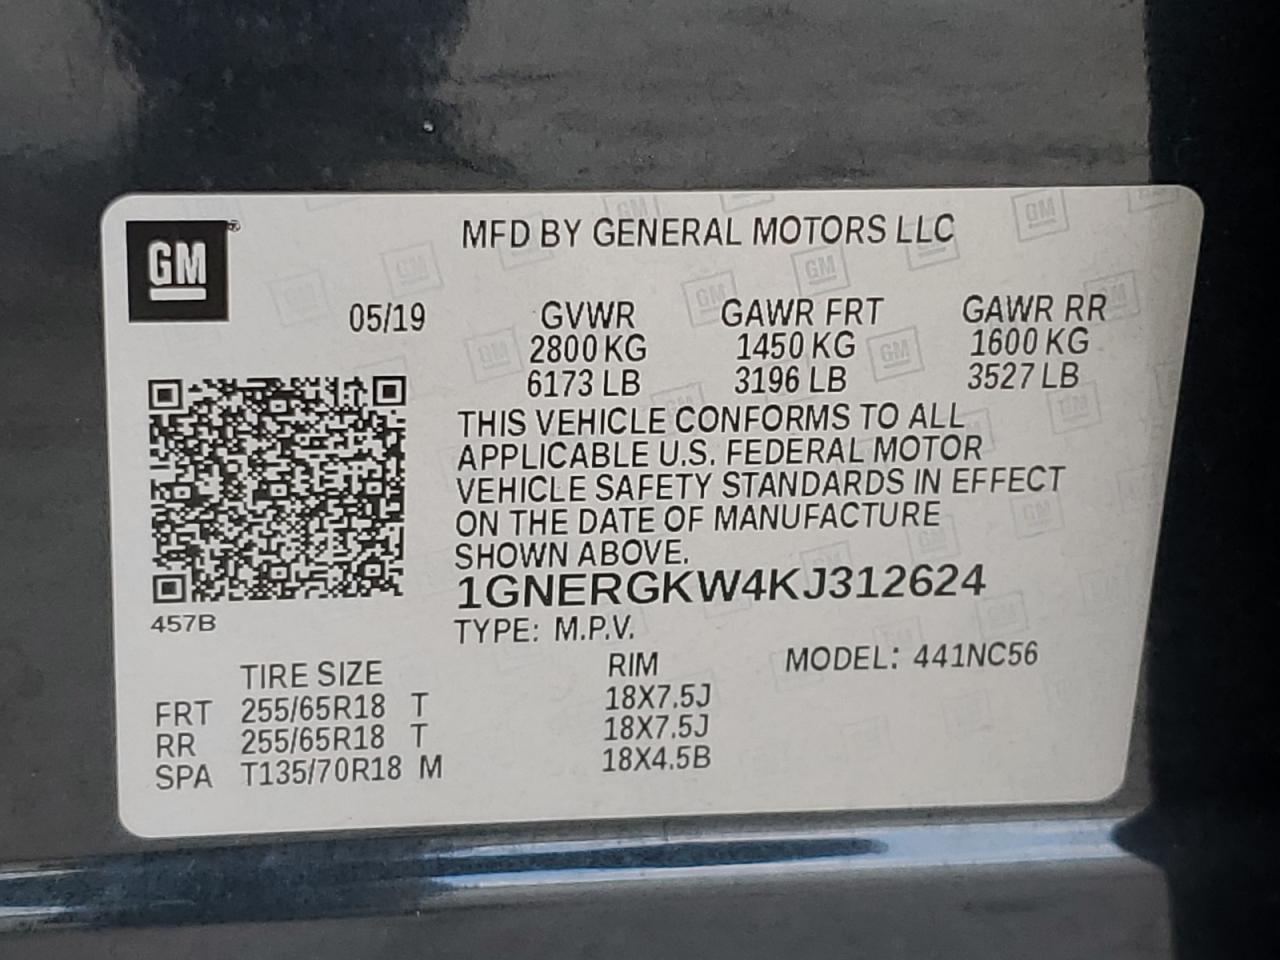 GM
MFD BY GENERAL MOTORS LLC
05/19 GVWR GAWR FRT GAWR RR
2800 KG 1450 KG 1600 KG
6173 LB 3196 LB 3527 LB
THIS VEHICLE CONFORMS TO ALL
APPLICABLE U.S. FEDERAL MOTOR
VEHICLE SAFETY STANDARDS IN EFFECT
ON THE DATE OF MANUFACTURE
SHOWN ABOVE.
1GNERGKW4KJ312624
457B
TYPE: M.P.V.
TIRE SIZE RIM MODEL: 441NC56
FRT 255/65R18 T 18X7.5J
RR 255/65R18 T 18X7.5J
SPA T135/70R18 M 18X4.5B